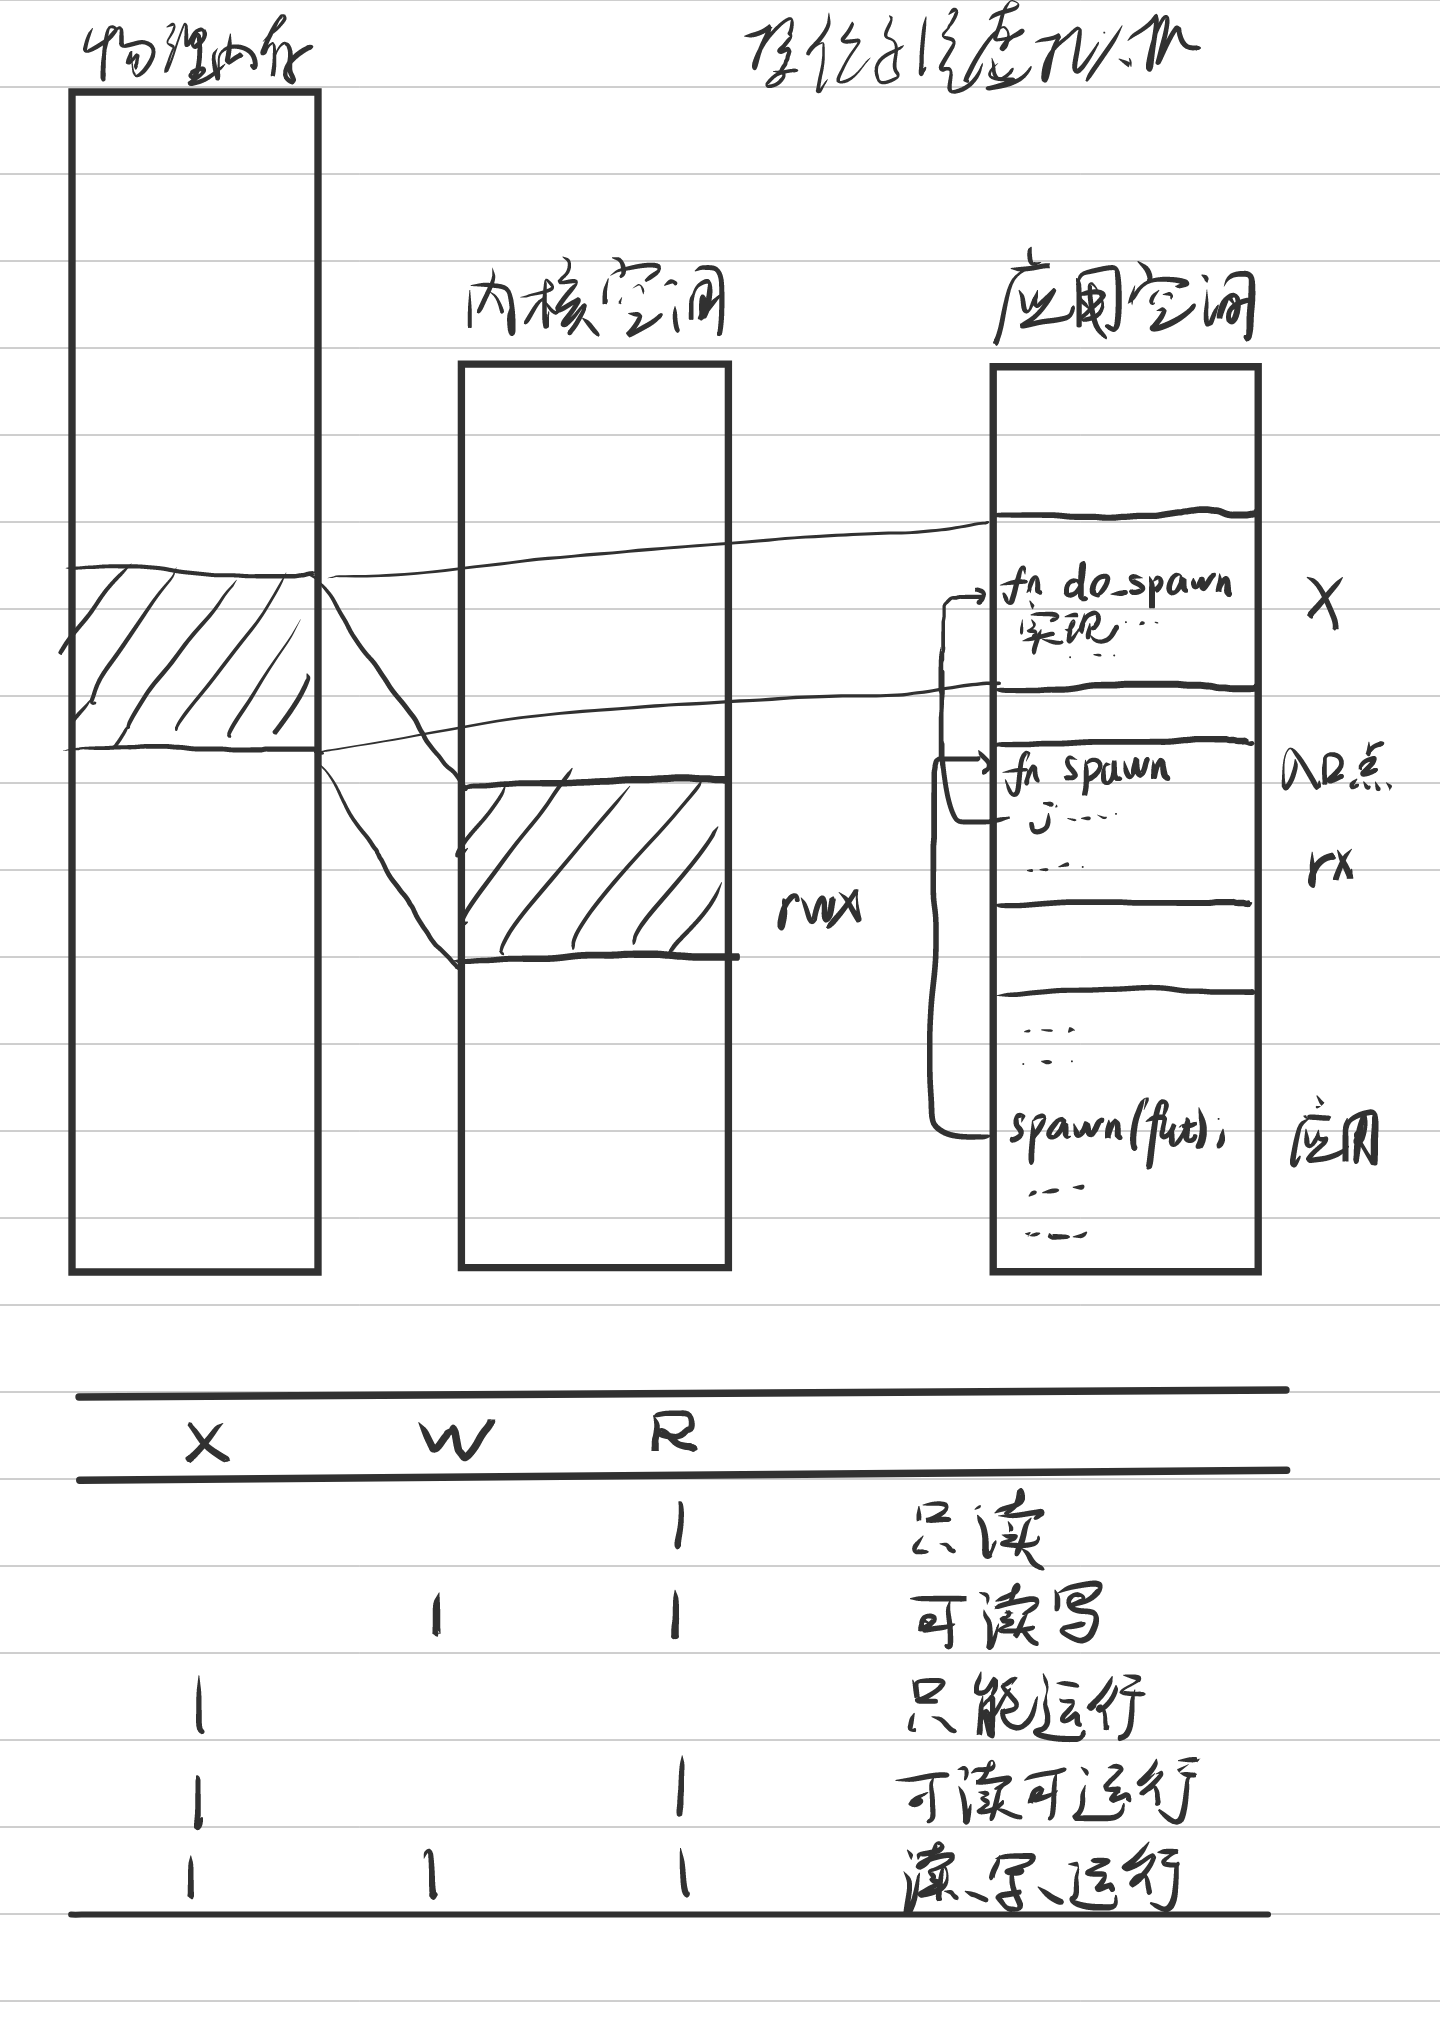 物理内存
内核空间
应用空间
fn do_spawn
实现...
X
fn spawn
入口点
j ----
rx
rwx
spawn(fut);
应用
X W R
1 只读
1 1 可读写
1 只能运行
1 1 可读可运行
1 1 1 读、写、运行